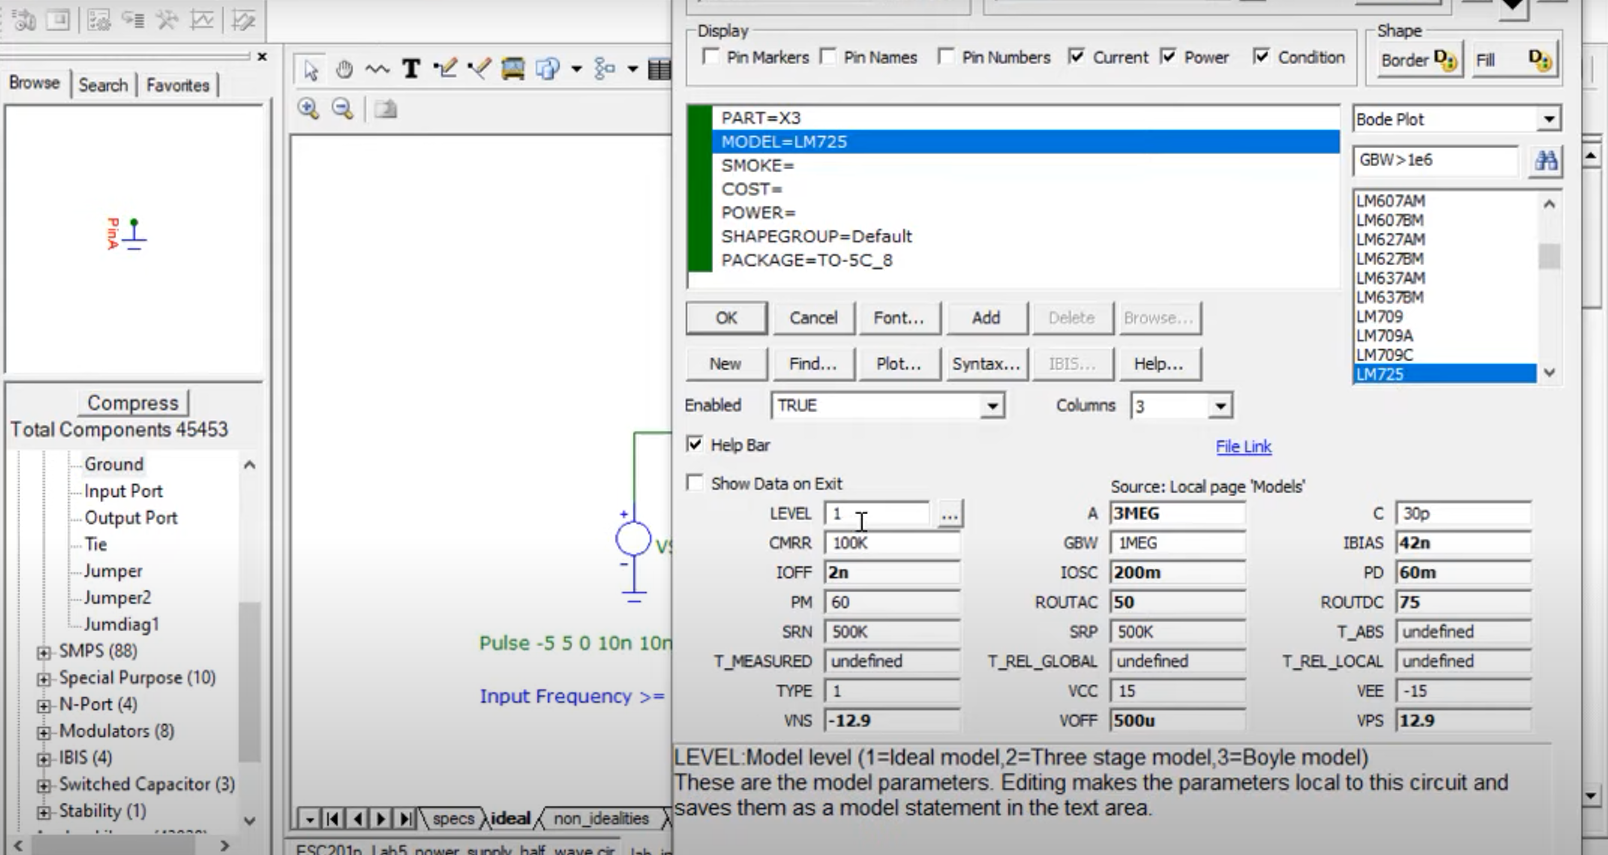 Display
Pin Markers Pin Names Pin Numbers Current Power Condition
Shape
Border Fill
Browse Search Favorites
PinA
Compress
Total Components 45453
Ground
Input Port
Output Port
Tie
Jumper
Jumper2
Jumdiag1
SMPS (88)
Special Purpose (10)
N-Port (4)
Modulators (8)
IBIS (4)
Switched Capacitor (3)
Stability (1)
T
+
-
Pulse -5 5 0 10n 10n
Input Frequency >=
specs ideal non_idealities
PART=X3
MODEL=LM725
SMOKE=
COST=
POWER=
SHAPEGROUP=Default
PACKAGE=TO-5C_8
Bode Plot
GBW>1e6
LM607AM
LM607BM
LM627AM
LM627BM
LM637AM
LM637BM
LM709
LM709A
LM709C
LM725
OK Cancel Font... Add Delete Browse...
New Find... Plot... Syntax... IBIS... Help...
Enabled TRUE Columns 3
Help Bar File Link
Show Data on Exit Source: Local page 'Models'
LEVEL 1 ... A 3MEG C 30p
CMRR 100K GBW 1MEG IBIAS 42n
IOFF 2n IOSC 200m PD 60m
PM 60 ROUTAC 50 ROUTDC 75
SRN 500K SRP 500K T_ABS undefined
T_MEASURED undefined T_REL_GLOBAL undefined T_REL_LOCAL undefined
TYPE 1 VCC 15 VEE -15
VNS -12.9 VOFF 500u VPS 12.9
LEVEL:Model level (1=Ideal model,2=Three stage model,3=Boyle model)
These are the model parameters. Editing makes the parameters local to this circuit and
saves them as a model statement in the text area.